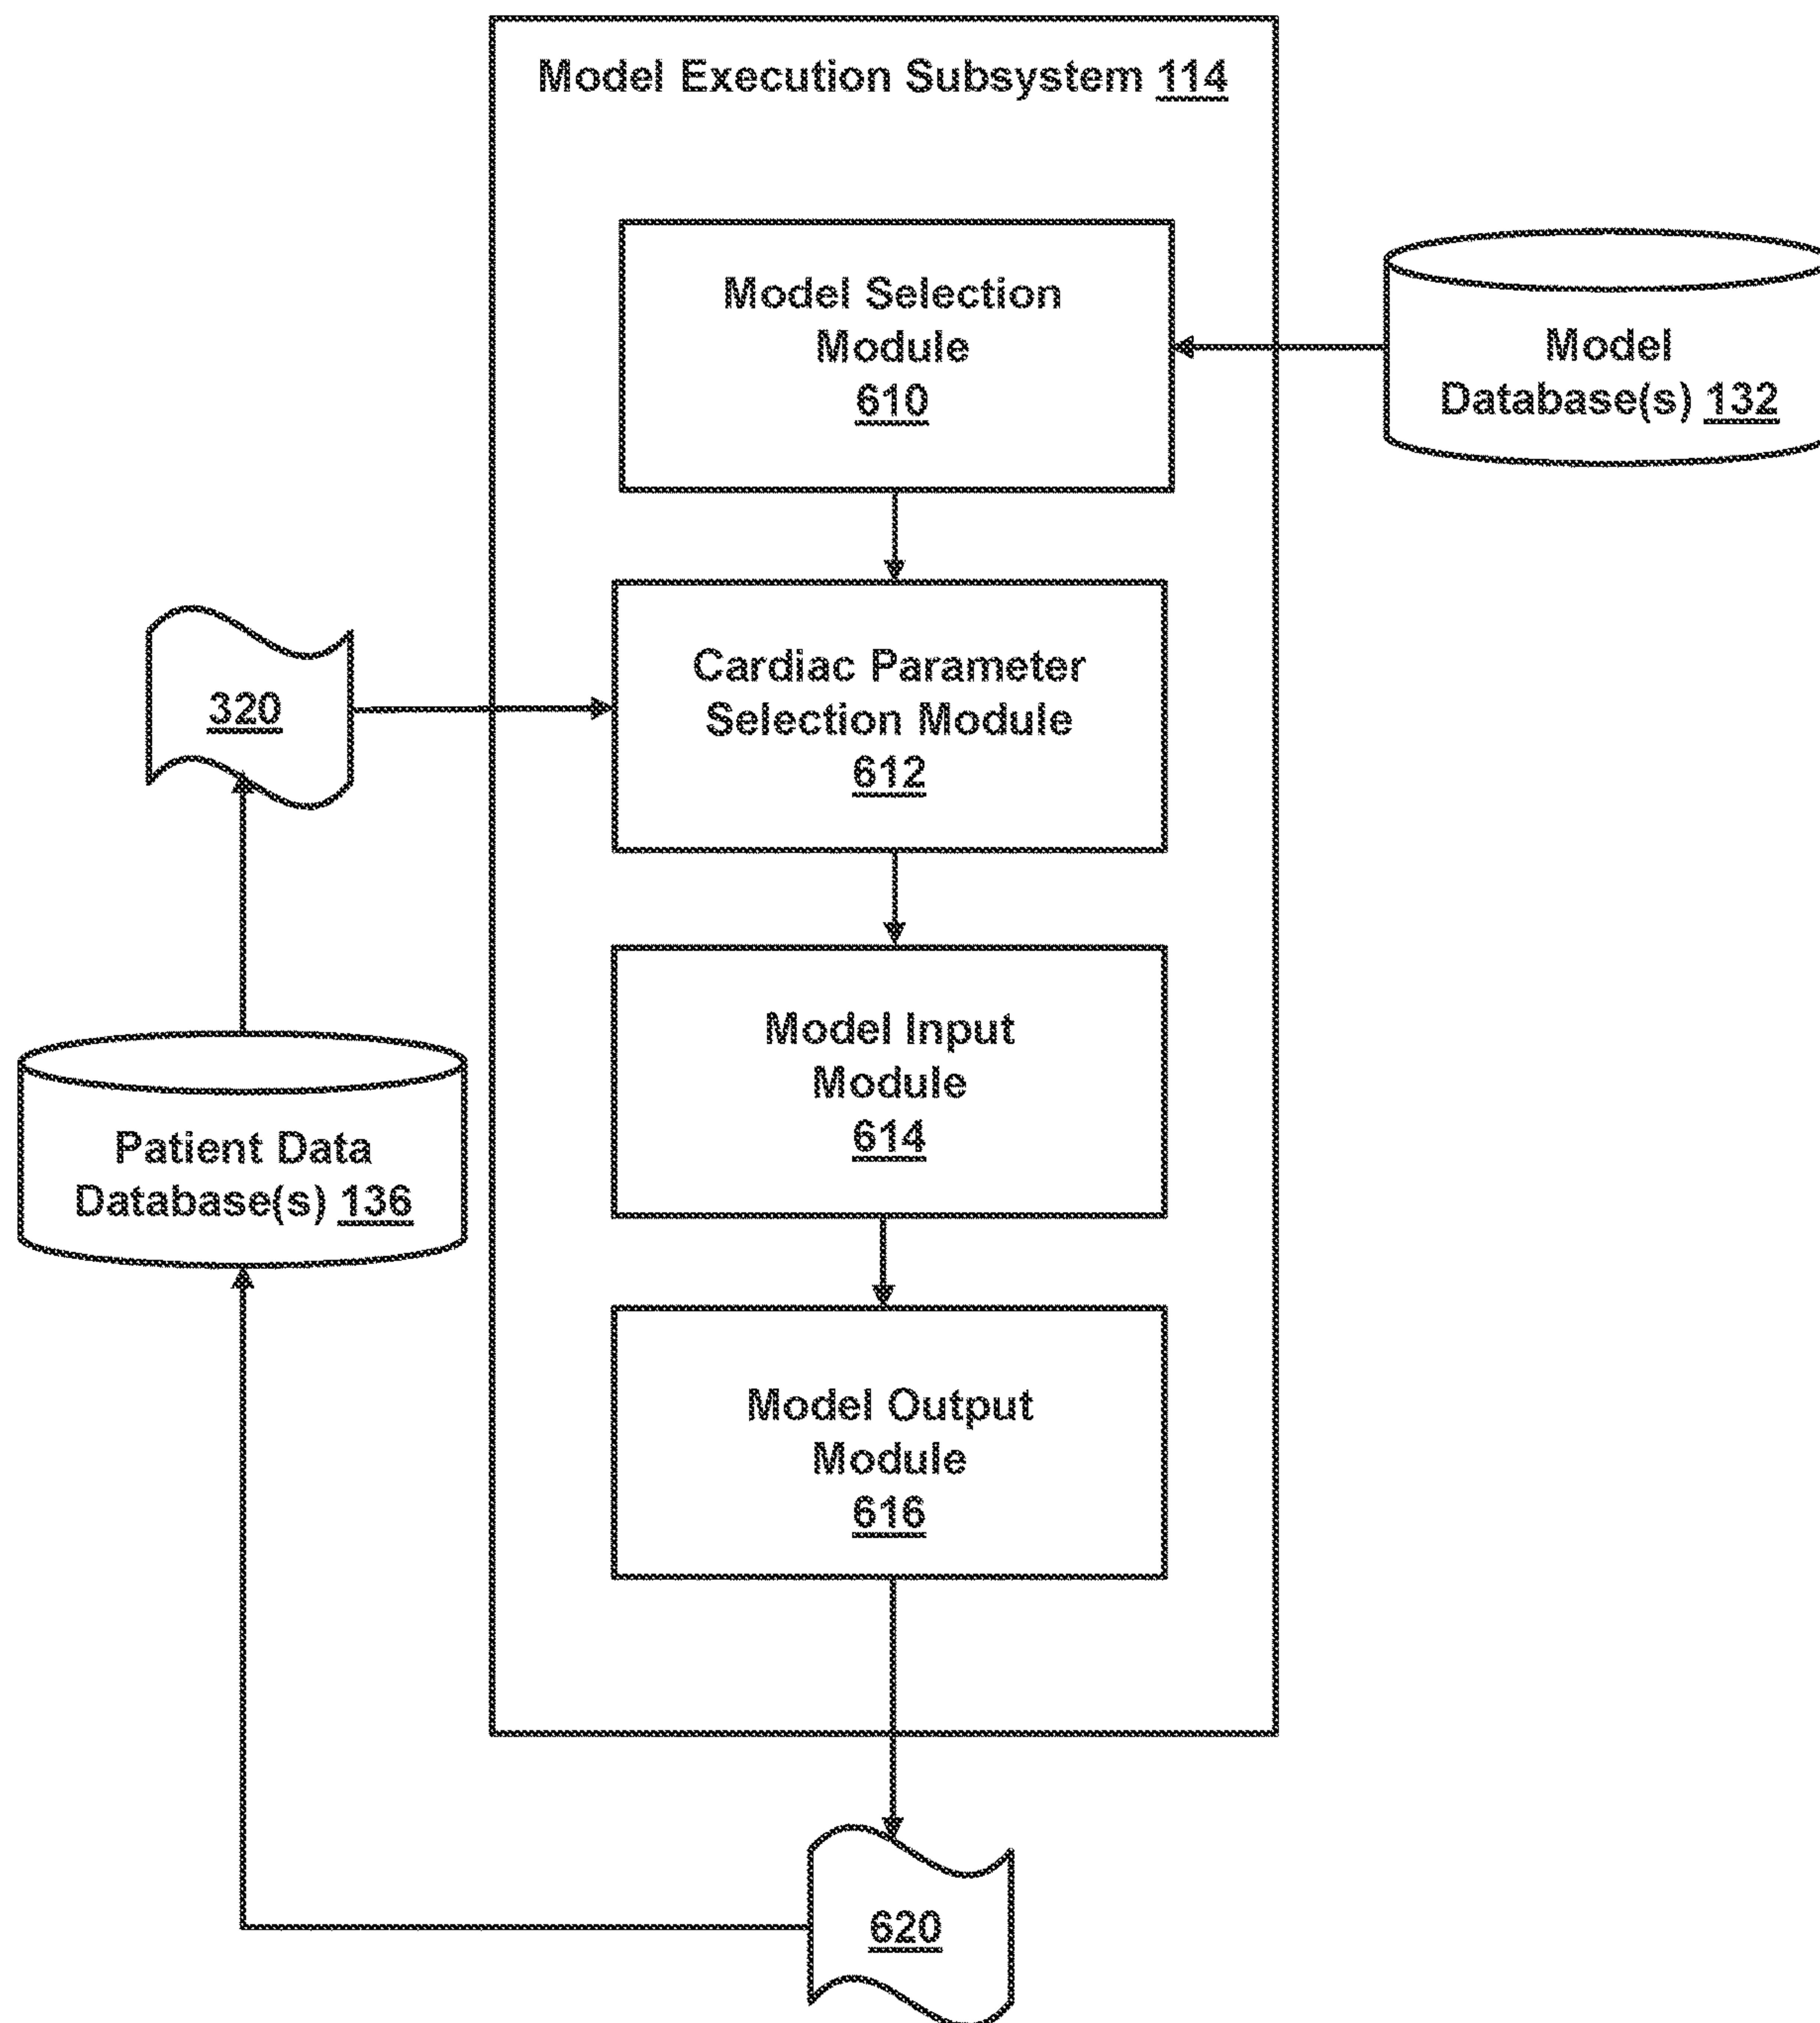 Model Execution Subsystem 114
Model Selection
Module
610
Model
Database(s) 132
Cardiac Parameter
Selection Module
612
320
Model Input
Module
614
Patient Data
Database(s) 136
Model Output
Module
616
620